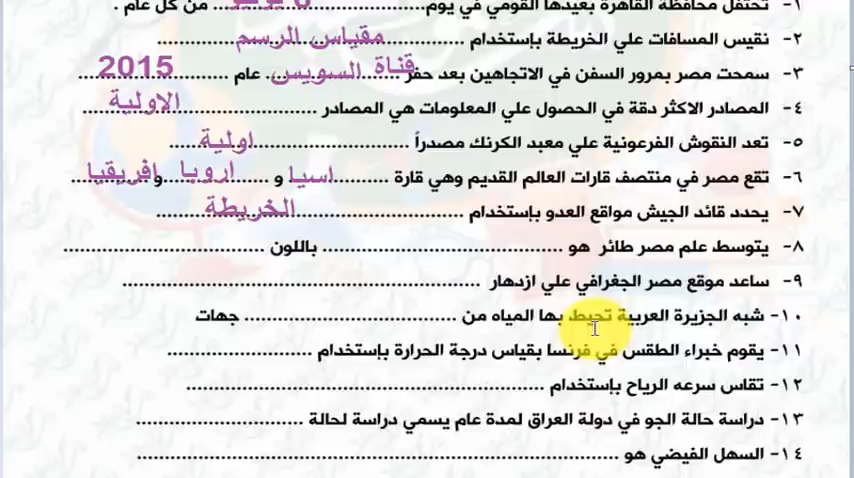 ١- تحتفل محافظة القاهرة بعيدها القومي في يوم.................... من كل عام .
٢- نقيس المسافات علي الخريطة بإستخدام ......مقياس الرسم......
٣- سمحت مصر بمرور السفن في الاتجاهين بعد حفر ......قناة السويس...... عام ......2015......
٤- المصادر الاكثر دقة في الحصول علي المعلومات هي المصادر ......الاولية......
٥- تعد النقوش الفرعونية علي معبد الكرنك مصدراً ......اولية......
٦- تقع مصر في منتصف قارات العالم القديم وهي قارة ......اسيا و ......اروبا و ......افريقيا......
٧- يحدد قائد الجيش مواقع العدو بإستخدام ......الخريطة......
٨- يتوسط علم مصر طائر هو ............................ باللون ............................
٩- ساعد موقع مصر الجغرافي علي ازدهار ............................
١٠- شبه الجزيرة العربية تحيط بها المياه من ............................ جهات
١١- يقوم خبراء الطقس في فرنسا بقياس درجة الحرارة بإستخدام ............................
١٢- تقاس سرعه الرياح بإستخدام ............................
١٣- دراسة حالة الجو في دولة العراق لمدة عام يسمي دراسة لحالة ............................
١٤- السهل الفيضي هو ............................